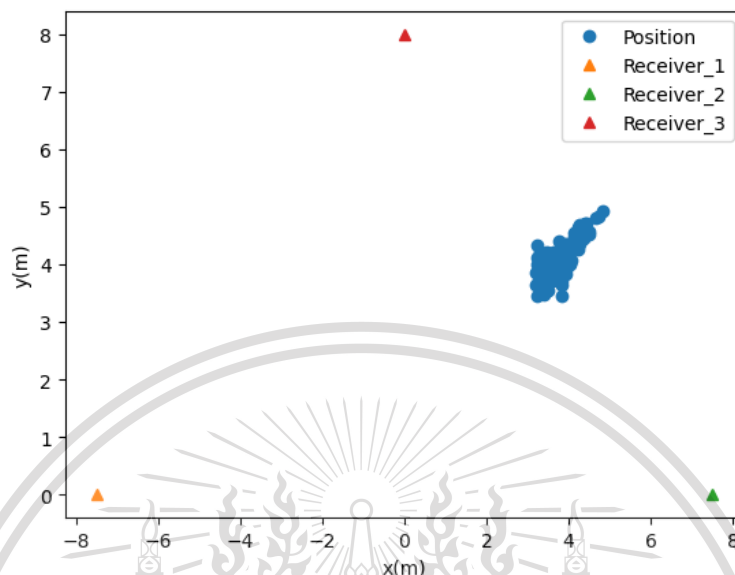 8
7
6
5
4
3
2
1
0
y(m)
Position
Receiver_1
Receiver_2
Receiver_3
−8 −6 −4 −2 0 2 4 6 8
x(m)